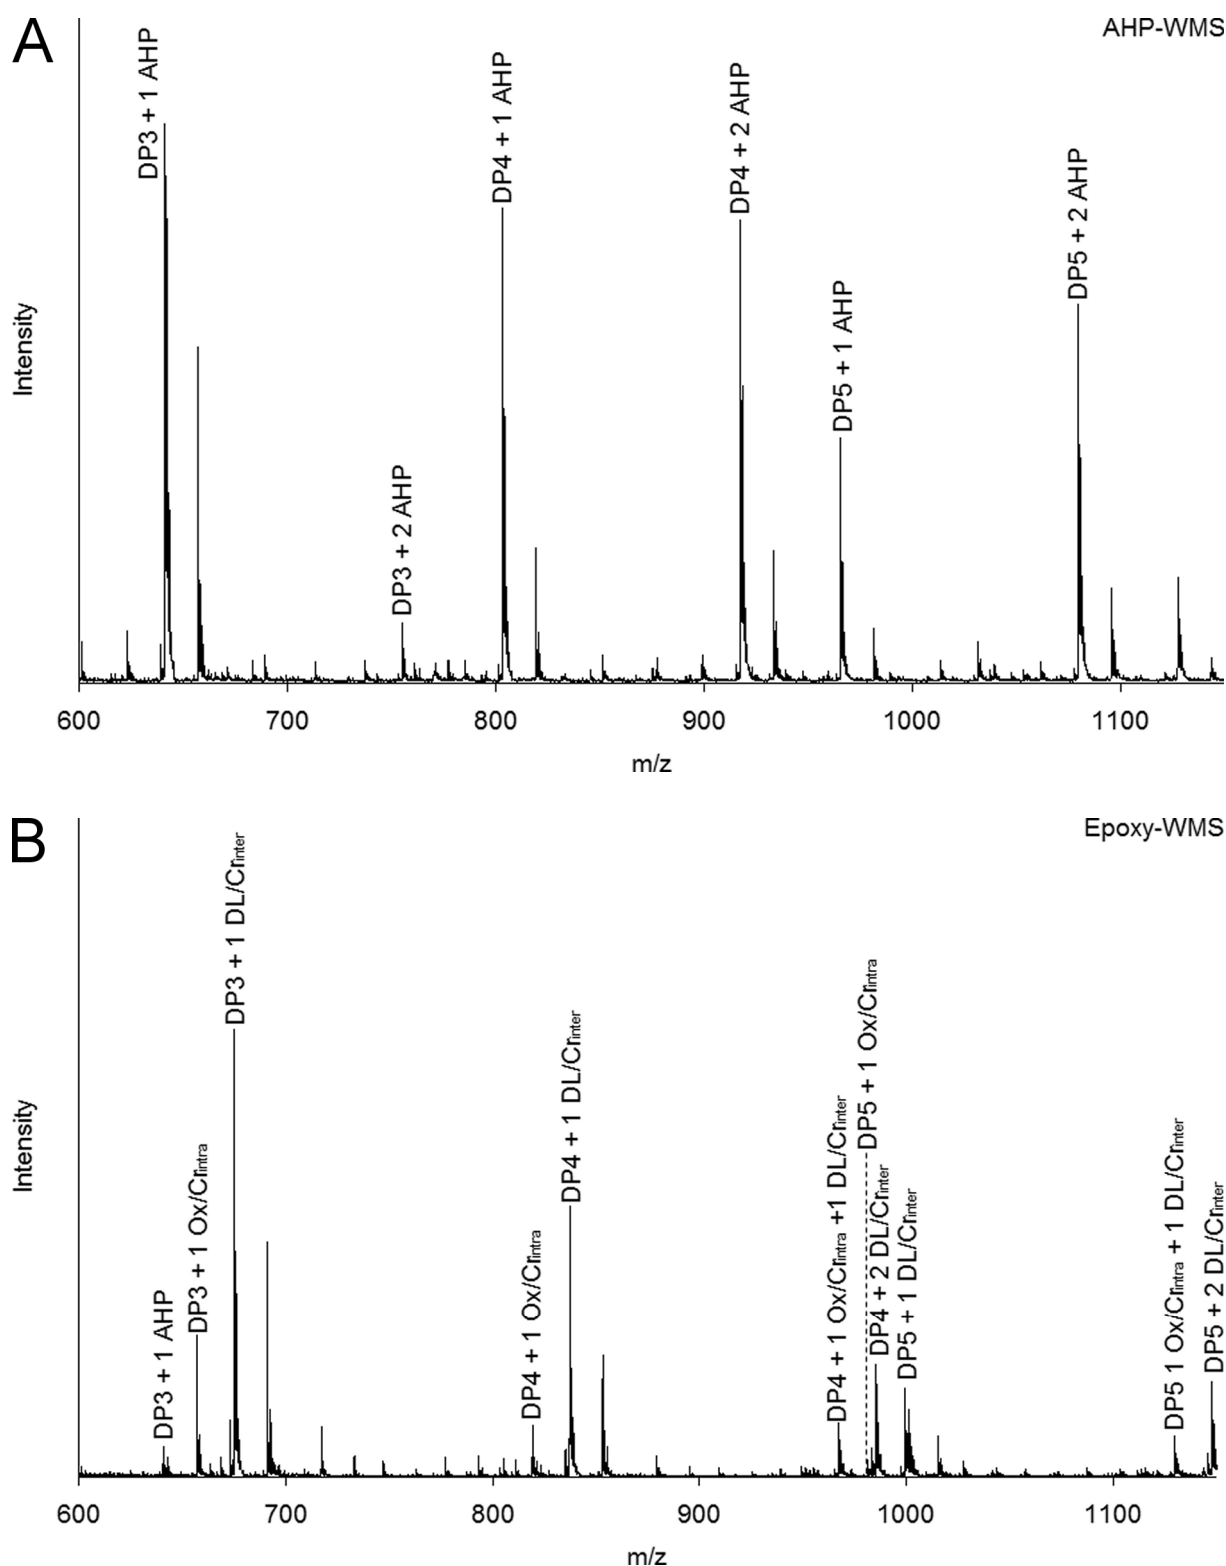 A
AHP-WMS
DP3 + 1 AHP
DP3 + 2 AHP
DP4 + 1 AHP
DP4 + 2 AHP
DP5 + 1 AHP
DP5 + 2 AHP
Intensity
600 700 800 900 1000 1100
m/z
B
Epoxy-WMS
DP3 + 1 AHP
DP3 + 1 Ox/Crintra
DP3 + 1 DL/Crinter
DP4 + 1 Ox/Crintra
DP4 + 1 DL/Crinter
DP4 + 1 Ox/Crintra +1 DL/Crinter
DP5 + 1 Ox/Crintra
DP4 + 2 DL/Crinter
DP5 + 1 DL/Crinter
DP5 1 Ox/Crintra + 1 DL/Crinter
DP5 + 2 DL/Crinter
Intensity
600 700 800 900 1000 1100
m/z